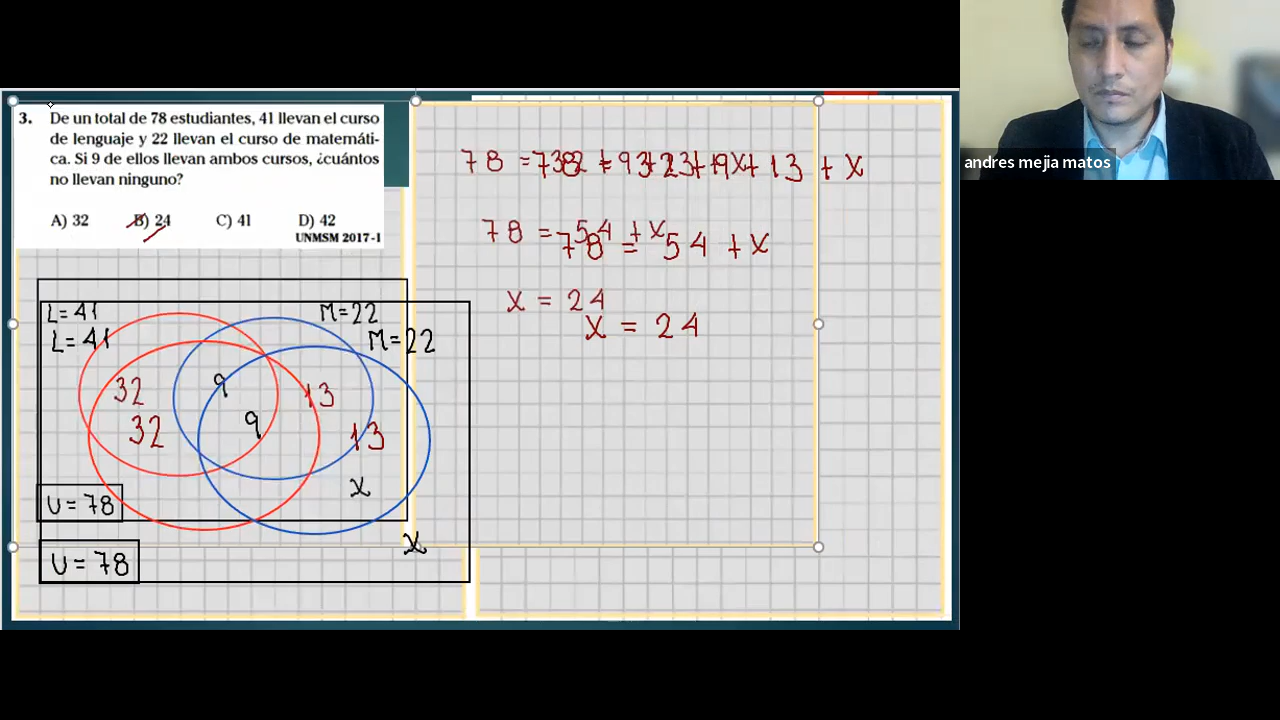 3. De un total de 78 estudiantes, 41 llevan el curso
de lenguaje y 22 llevan el curso de matemáti-
ca. Si 9 de ellos llevan ambos cursos, ¿cuántos
no llevan ninguno?
A) 32 B) 24 C) 41 D) 42
UNMSM 2017-1
L = 41
M = 22
L = 41
M = 22
32 9 13
32 9 13
x
U = 78
x
U = 78
78 =
+ 13 + x
78 = 54 + x
78 = 54 + x
x = 24
x = 24
andres mejia matos